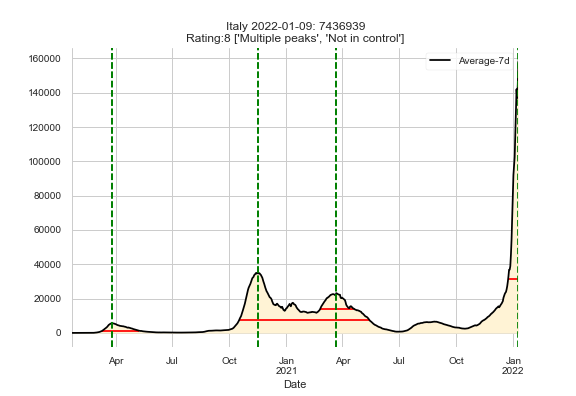 Italy 2022-01-09: 7436939
Rating:8 ['Multiple peaks', 'Not in control']
Average-7d
160000
140000
120000
100000
80000
60000
40000
20000
0
Apr
Jul
Oct
Jan
2021
Apr
Jul
Oct
Jan
2022
Date